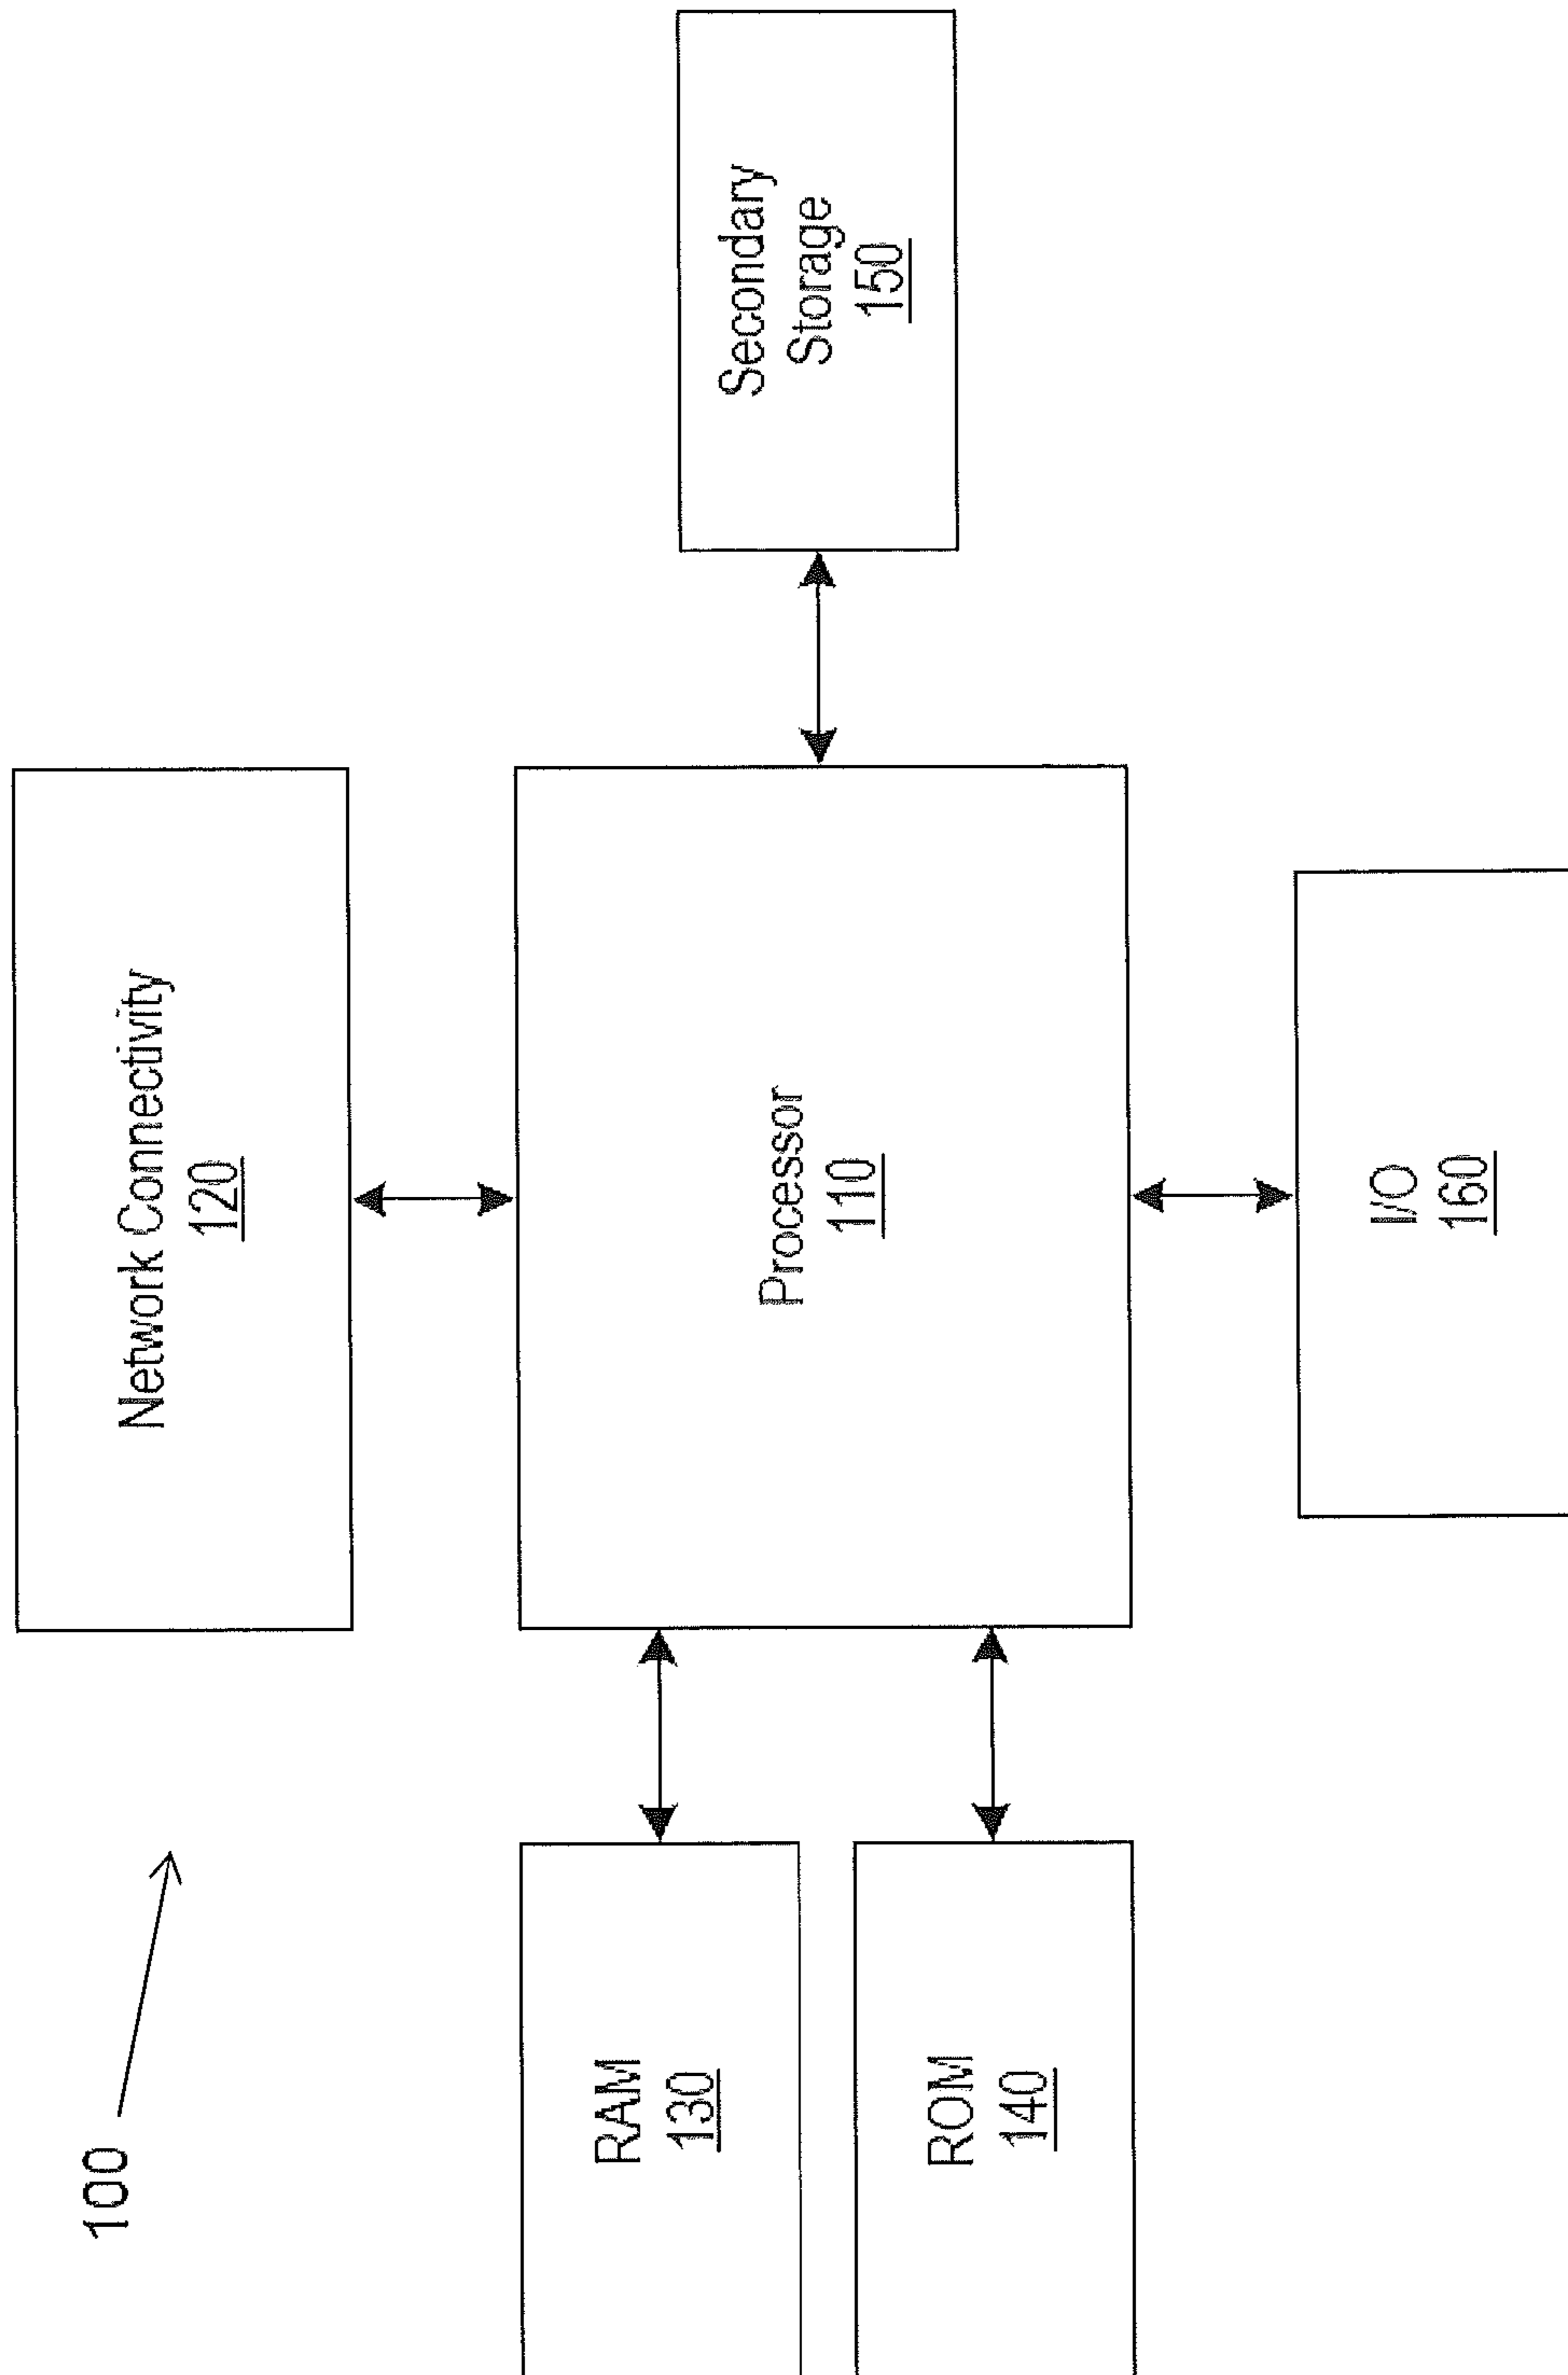 100
Network Connectivity
120
RAM
130
ROM
140
Processor
110
Secondary
Storage
150
I/O
160